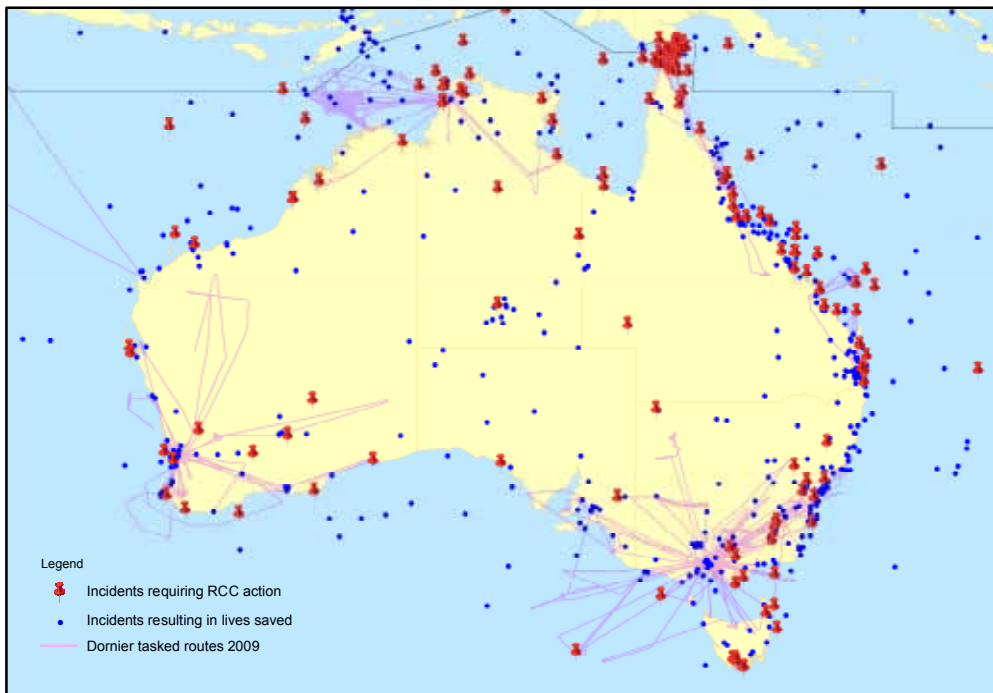 Legend
Incidents requiring RCC action
Incidents resulting in lives saved
Dornier tasked routes 2009